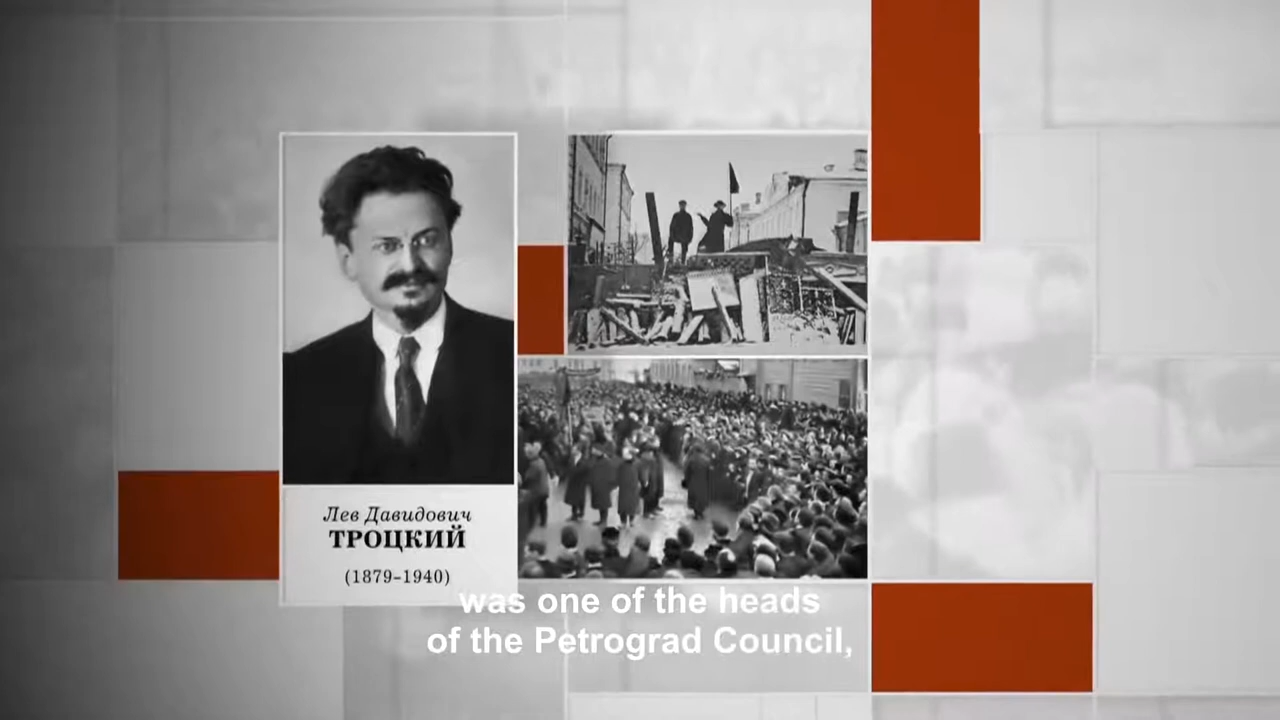 Лев Давидович
ТРОЦКИЙ
(1879–1940)
was one of the heads
of the Petrograd Council,